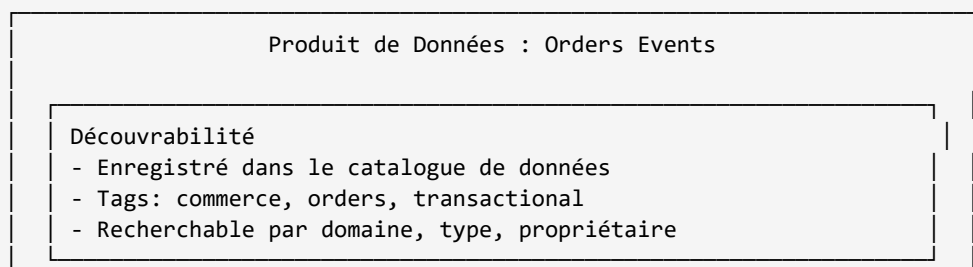 Produit de Données : Orders Events
Découvrabilité
- Enregistré dans le catalogue de données
- Tags: commerce, orders, transactional
- Recherchable par domaine, type, propriétaire